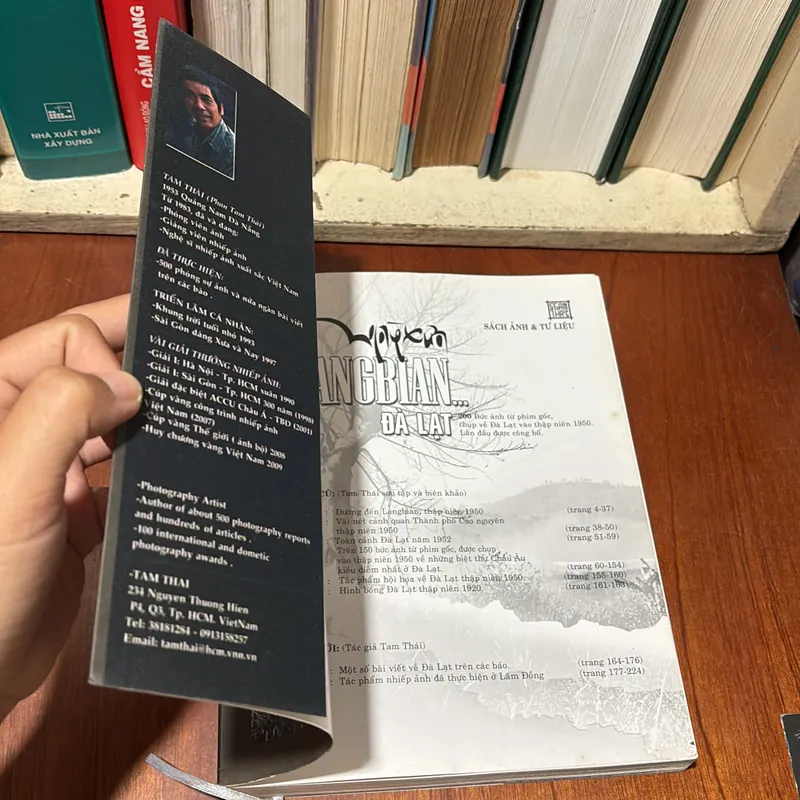 NHÀ XUẤT BẢN
XÂY DỰNG
CẨM NANG
TAM THÁI (Phan Tam Thái)
1953 Quảng Nam Đà Nẵng
Từ 1983, đã và đang:
-Phóng viên ảnh
-Giảng viên nhiếp ảnh
-Nghệ sĩ nhiếp ảnh xuất sắc Việt Nam
ĐÃ THỰC HIỆN:
-500 phóng sự ảnh và nửa ngàn bài viết
trên các báo .
TRIỂN LÃM CÁ NHÂN:
-Khung trời tuổi nhỏ 1993
-Sài Gòn dáng Xưa và Nay 1997
VÀI GIẢI THƯỞNG NHIẾP ẢNH:
-Giải I: Hà Nội - Tp. HCM xuân 1990
-Giải I: Sài Gòn - Tp. HCM 300 năm (1998)
-Giải đặc biệt ACCU Châu Á - TBD (2001)
-Cúp vàng công trình nhiếp ảnh
Việt Nam (2007)
-Cúp vàng Thế giới ( ảnh bộ) 2008
-Huy chương vàng Việt Nam 2009
-Photography Artist
-Author of about 500 photography reports
and hundreds of articles .
-100 international and dometic
photography awards .
-TAM THAI
234 Nguyen Thuong Hien
P4, Q3, Tp. HCM. VietNam
Tel: 38181284 - 0913158257
Email: tamthai@hcm.vnn.vn
SÁCH ẢNH & TƯ LIỆU
Ngày xưa
ANGBIAN...
ĐÀ LẠT
200 Bức ảnh từ phim gốc,
chụp về Đà Lạt vào thập niên 1950.
Lần đầu được công bố.
CŨ: (Tam Thái sưu tập và biên khảo)
: Đường đến Langbian, thập niên 1950 (trang 4-37)
: Vài nét cảnh quan Thành phố Cao nguyên
thập niên 1950 (trang 38-50)
: Toàn cảnh Đà Lạt năm 1952 (trang 51-59)
: Trên 150 bức ảnh từ phim gốc, được chụp
vào thập niên 1950 về những biệt thự Châu Âu
kiều diễm nhất ở Đà Lạt. (trang 60-154)
: Tác phẩm hội họa về Đà Lạt thập niên 1950. (trang 155-160)
: Hình bóng Đà Lạt thập niên 1920. (trang 161-163)
ỚI: (Tác giả Tam Thái)
: Một số bài viết về Đà Lạt trên các báo. (trang 164-176)
: Tác phẩm nhiếp ảnh đã thực hiện ở Lâm Đồng (trang 177-224)